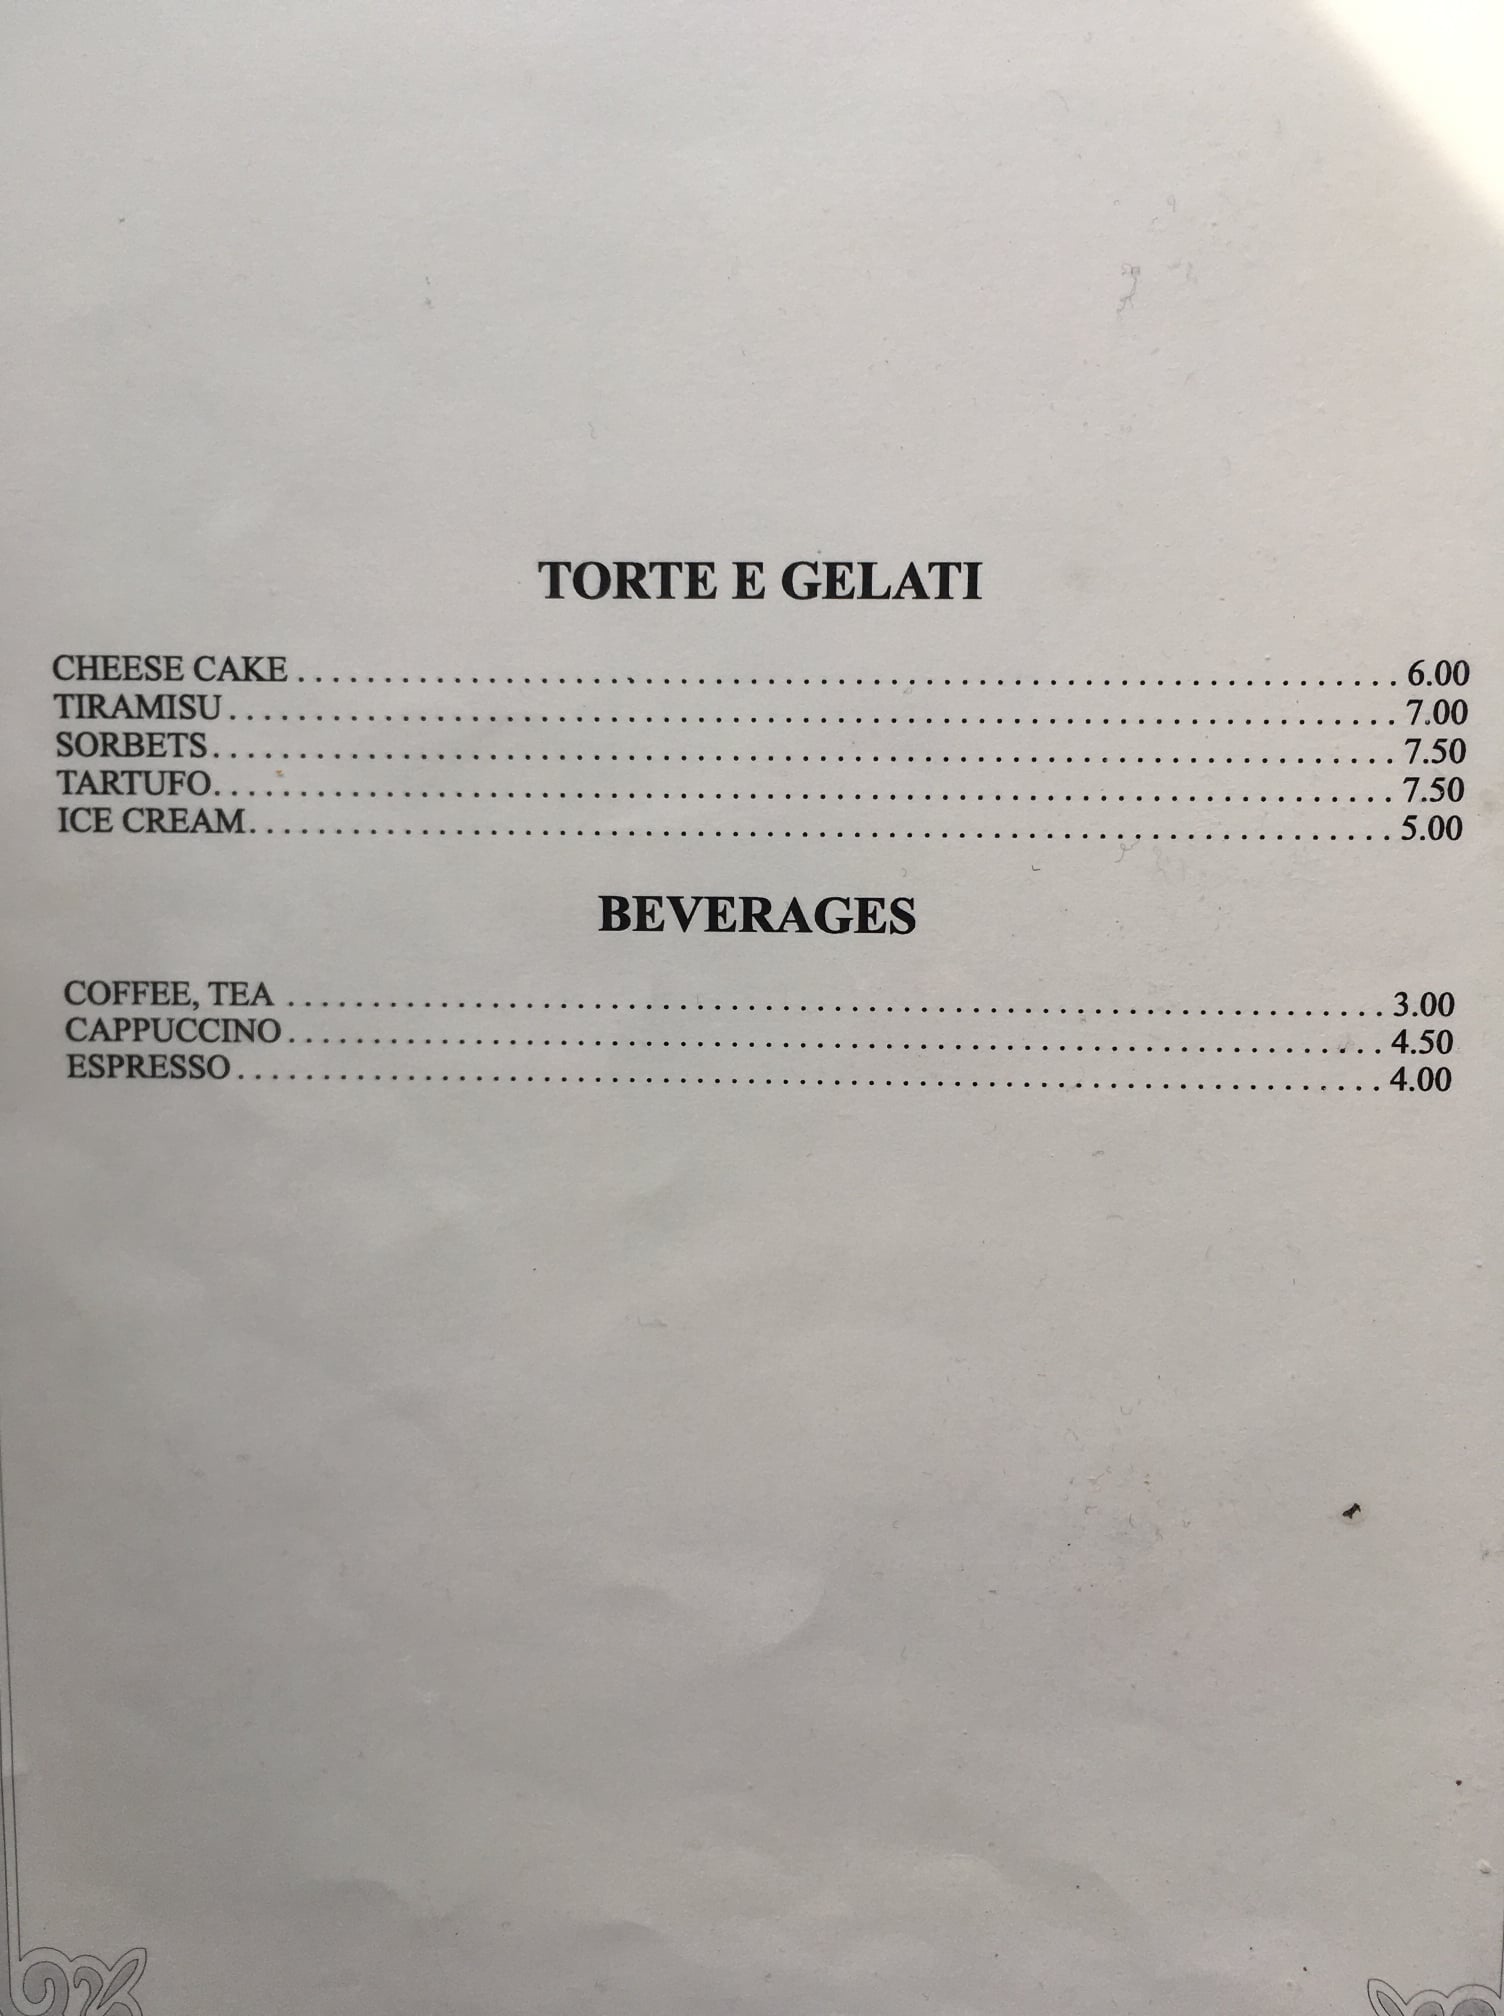 TORTE E GELATI
CHEESE CAKE 6.00
TIRAMISU 7.00
SORBETS 7.50
TARTUFO 7.50
ICE CREAM 5.00
BEVERAGES
COFFEE, TEA 3.00
CAPPUCCINO 4.50
ESPRESSO 4.00